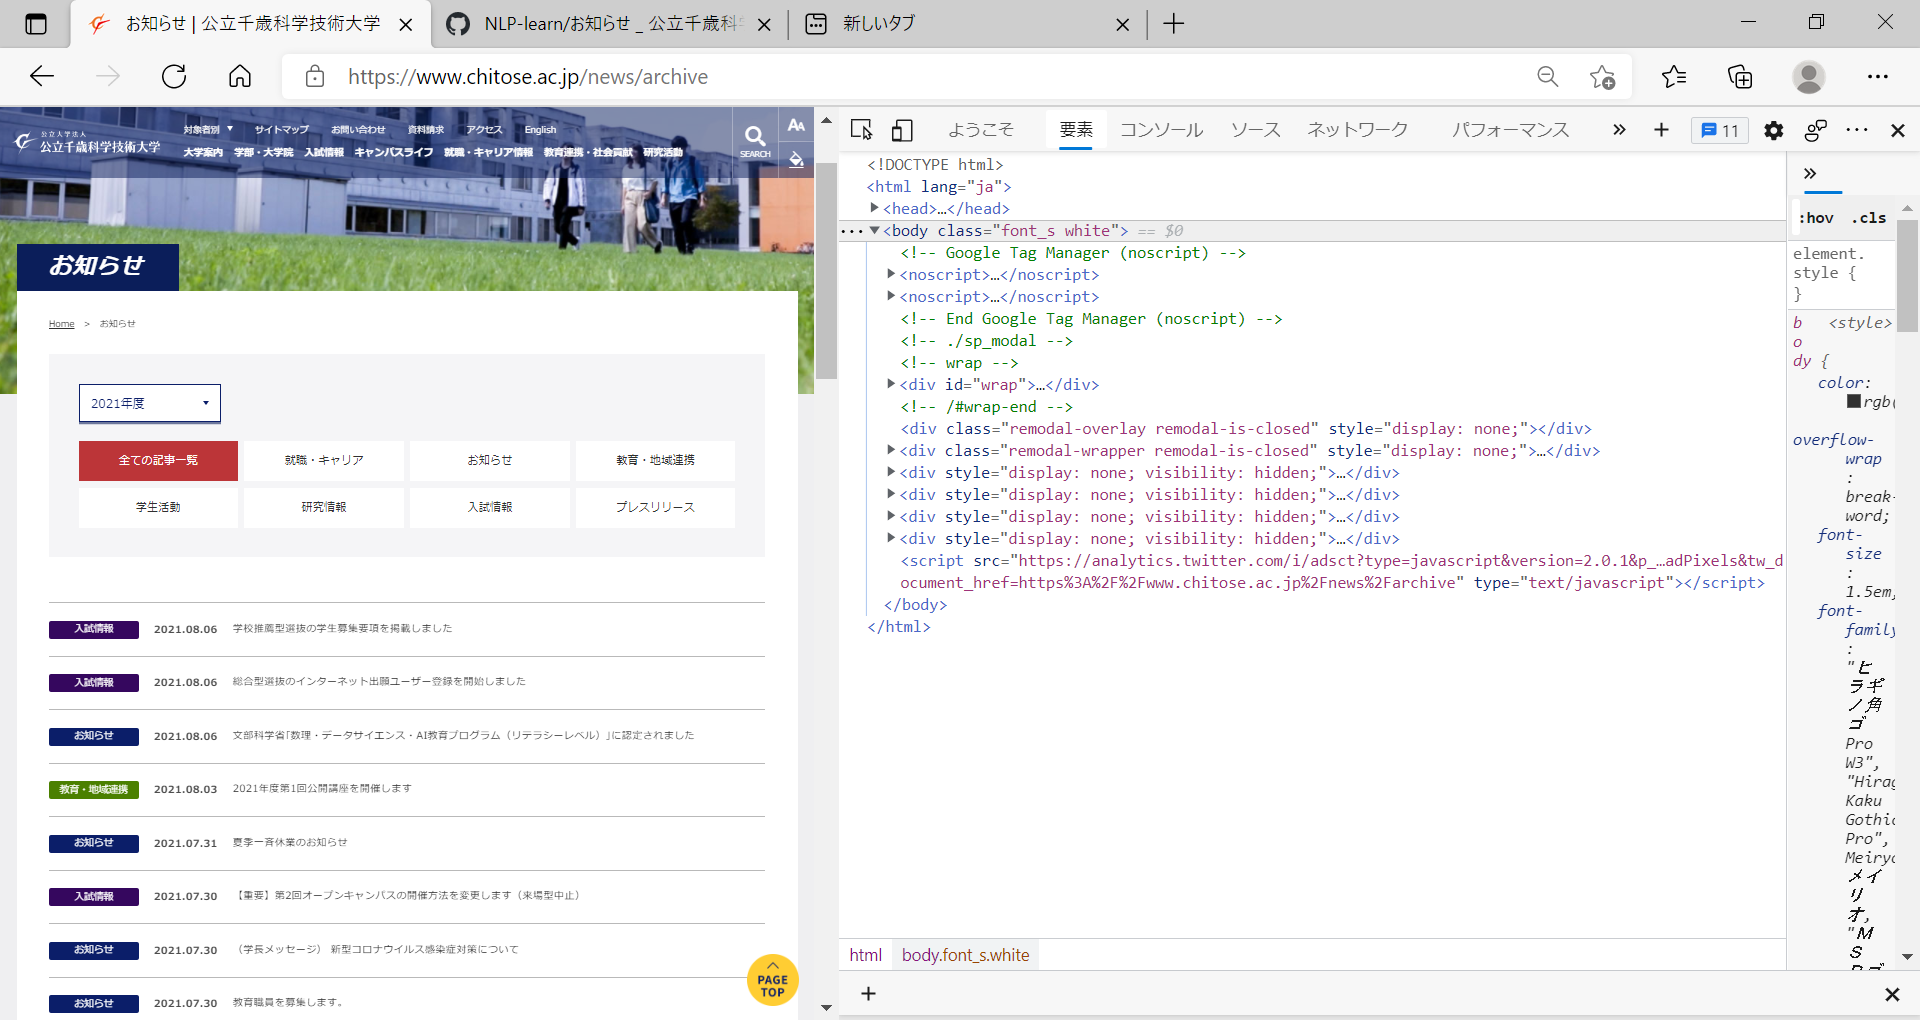 お知らせ | 公立千歳科学技術大学
NLP-learn/お知らせ _ 公立千歳科
新しいタブ
https://www.chitose.ac.jp/news/archive
公立大学法人
公立千歳科学技術大学
対象者別 ▼ サイトマップ お問い合わせ 資料請求 アクセス English
大学案内 学部・大学院 入試情報 キャンパスライフ 就職・キャリア情報 教育連携・社会貢献 研究活動
SEARCH
AA
お知らせ
Home > お知らせ
2021年度
全ての記事一覧 就職・キャリア お知らせ 教育・地域連携
学生活動 研究情報 入試情報 プレスリリース
入試情報 2021.08.06 学校推薦型選抜の学生募集要項を掲載しました
入試情報 2021.08.06 総合型選抜のインターネット出願ユーザー登録を開始しました
お知らせ 2021.08.06 文部科学省｢数理・データサイエンス・AI教育プログラム（リテラシーレベル）｣に認定されました
教育・地域連携 2021.08.03 2021年度第1回公開講座を開催します
お知らせ 2021.07.31 夏季一斉休業のお知らせ
入試情報 2021.07.30 【重要】第2回オープンキャンパスの開催方法を変更します（来場型中止）
お知らせ 2021.07.30 （学長メッセージ） 新型コロナウイルス感染症対策について
お知らせ 2021.07.30 教育職員を募集します。
PAGE
TOP
ようこそ 要素 コンソール ソース ネットワーク パフォーマンス » + 11
<!DOCTYPE html>
<html lang="ja">
<head>…</head>
<body class="font_s white"> == $0
<!-- Google Tag Manager (noscript) -->
<noscript>…</noscript>
<noscript>…</noscript>
<!-- End Google Tag Manager (noscript) -->
<!-- ./sp_modal -->
<!-- wrap -->
<div id="wrap">…</div>
<!-- /#wrap-end -->
<div class="remodal-overlay remodal-is-closed" style="display: none;"></div>
<div class="remodal-wrapper remodal-is-closed" style="display: none;">…</div>
<div style="display: none; visibility: hidden;">…</div>
<div style="display: none; visibility: hidden;">…</div>
<div style="display: none; visibility: hidden;">…</div>
<div style="display: none; visibility: hidden;">…</div>
<script src="https://analytics.twitter.com/i/adsct?type=javascript&version=2.0.1&p_…adPixels&tw_d
ocument_href=https%3A%2F%2Fwww.chitose.ac.jp%2Fnews%2Farchive" type="text/javascript"></script>
</body>
</html>
html body.font_s.white
»
:hov .cls
element.
style {
}
b <style>
o
dy {
color:
rgb(
overflow-
wrap
:
break-
word;
font-
size
:
1.5em;
font-
family
:
"ヒ
ラギ
ノ角
ゴ
Pro
W3",
"Hirag
Kaku
Gothic
Pro",
Meiryo
メイ
リ
オ,
"M
S